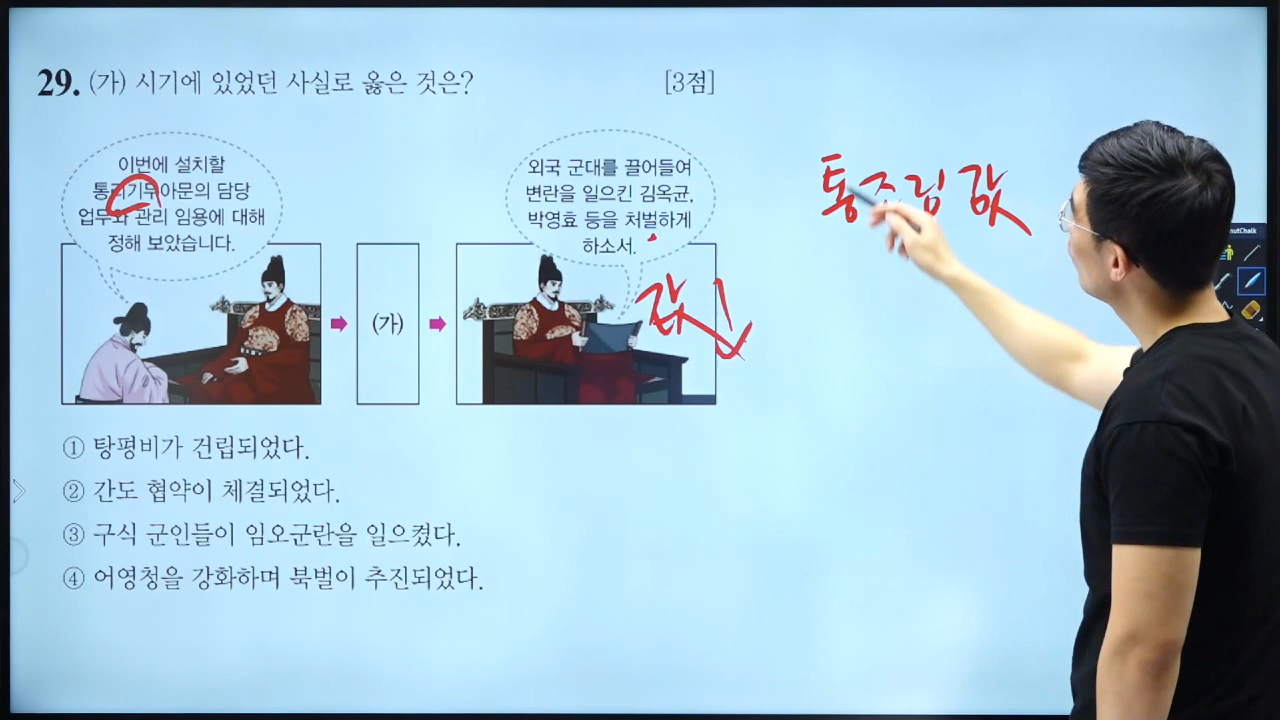 29. (가) 시기에 있었던 사실로 옳은 것은? [3점]
이번에 설치할
통리기무아문의 담당
업무와 관리 임용에 대해
정해 보았습니다.
(가)
외국 군대를 끌어들여
변란을 일으킨 김옥균,
박영효 등을 처벌하게
하소서.
갑신
통조림 값
① 탕평비가 건립되었다.
② 간도 협약이 체결되었다.
③ 구식 군인들이 임오군란을 일으켰다.
④ 어영청을 강화하며 북벌이 추진되었다.